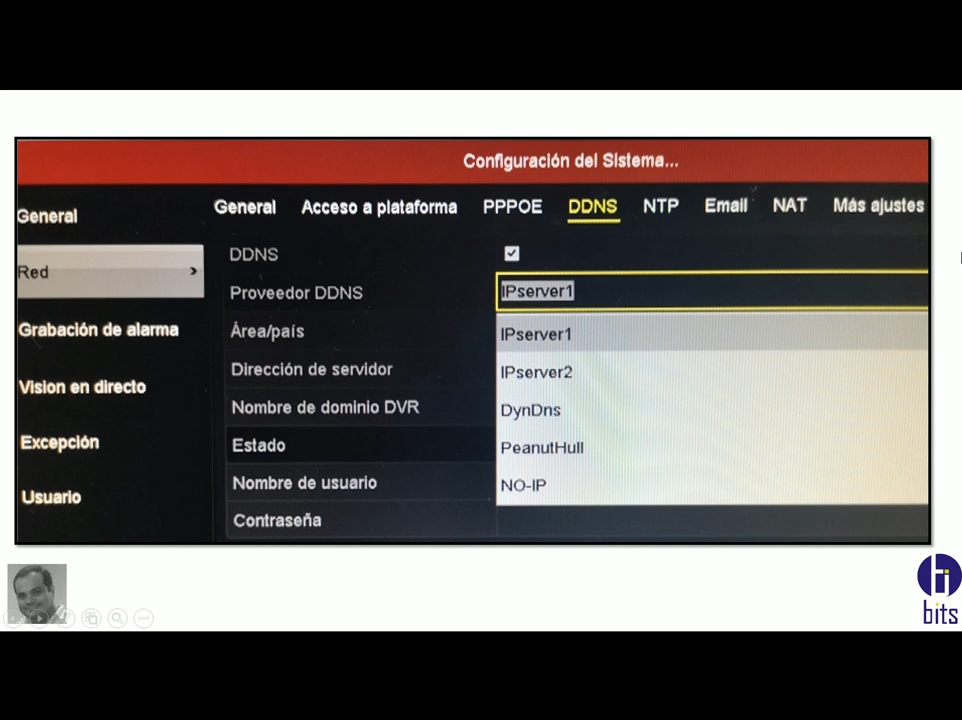 Configuración del Sistema...
General
Red >
Grabación de alarma
Vision en directo
Excepción
Usuario
General Acceso a plataforma PPPOE DDNS NTP Email NAT Más ajustes
DDNS
Proveedor DDNS IPserver1
Área/país IPserver1
Dirección de servidor IPserver2
Nombre de dominio DVR DynDns
Estado PeanutHull
Nombre de usuario NO-IP
Contraseña
bits